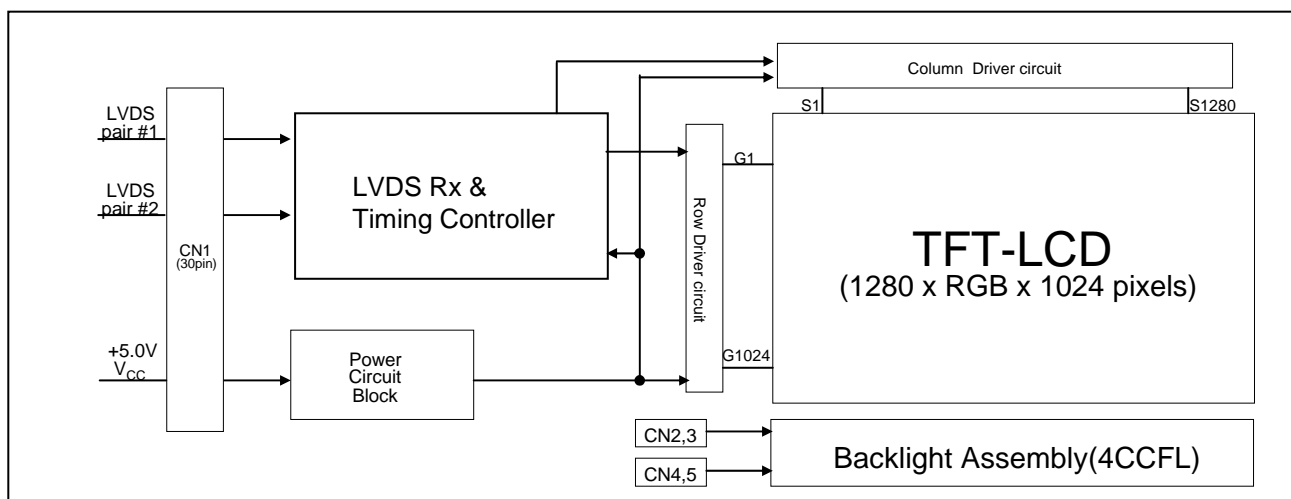 Column Driver circuit
S1
S1280
LVDS
pair #1
LVDS
pair #2
CN1
(30pin)
LVDS Rx &
Timing Controller
Row Driver circuit
G1
G1024
TFT-LCD
(1280 x RGB x 1024 pixels)
+5.0V
VCC
Power
Circuit
Block
CN2,3
CN4,5
Backlight Assembly(4CCFL)